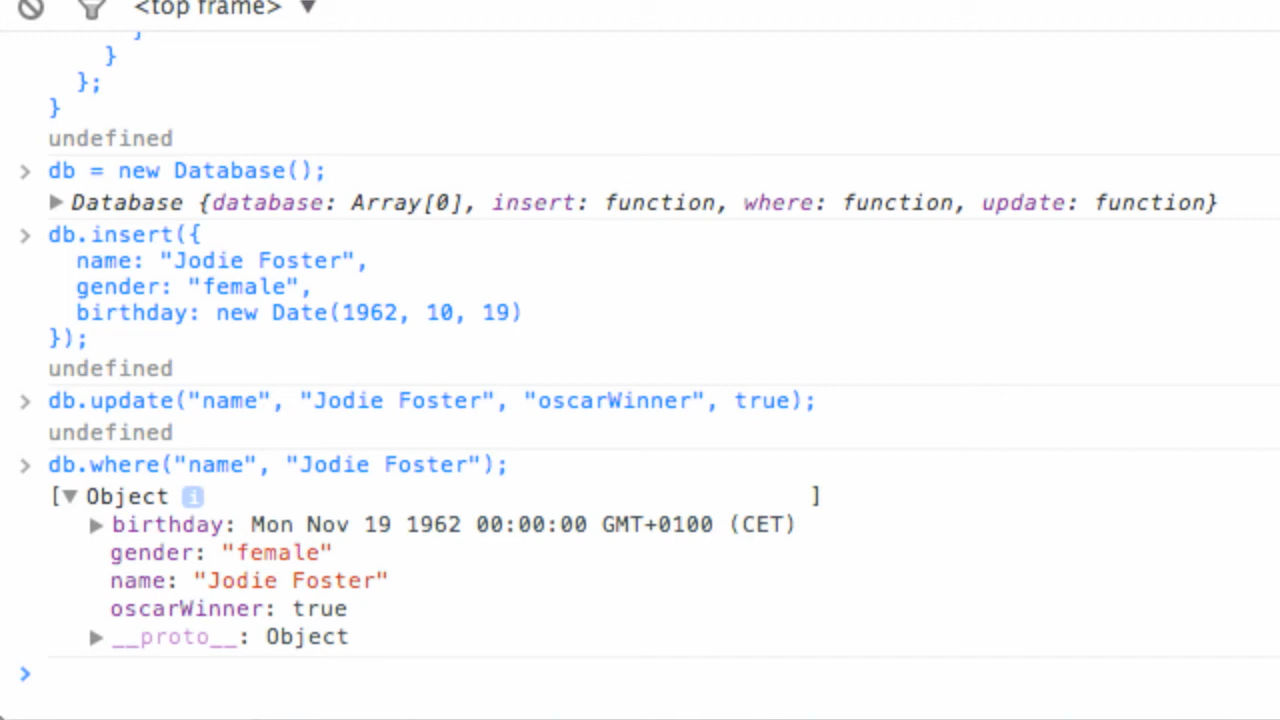 <top frame> ▼
}
}
};
}
undefined
> db = new Database();
▶ Database {database: Array[0], insert: function, where: function, update: function}
> db.insert({
name: "Jodie Foster",
gender: "female",
birthday: new Date(1962, 10, 19)
});
undefined
> db.update("name", "Jodie Foster", "oscarWinner", true);
undefined
> db.where("name", "Jodie Foster");
[▼ Object i ]
▶ birthday: Mon Nov 19 1962 00:00:00 GMT+0100 (CET)
gender: "female"
name: "Jodie Foster"
oscarWinner: true
▶ __proto__: Object
>